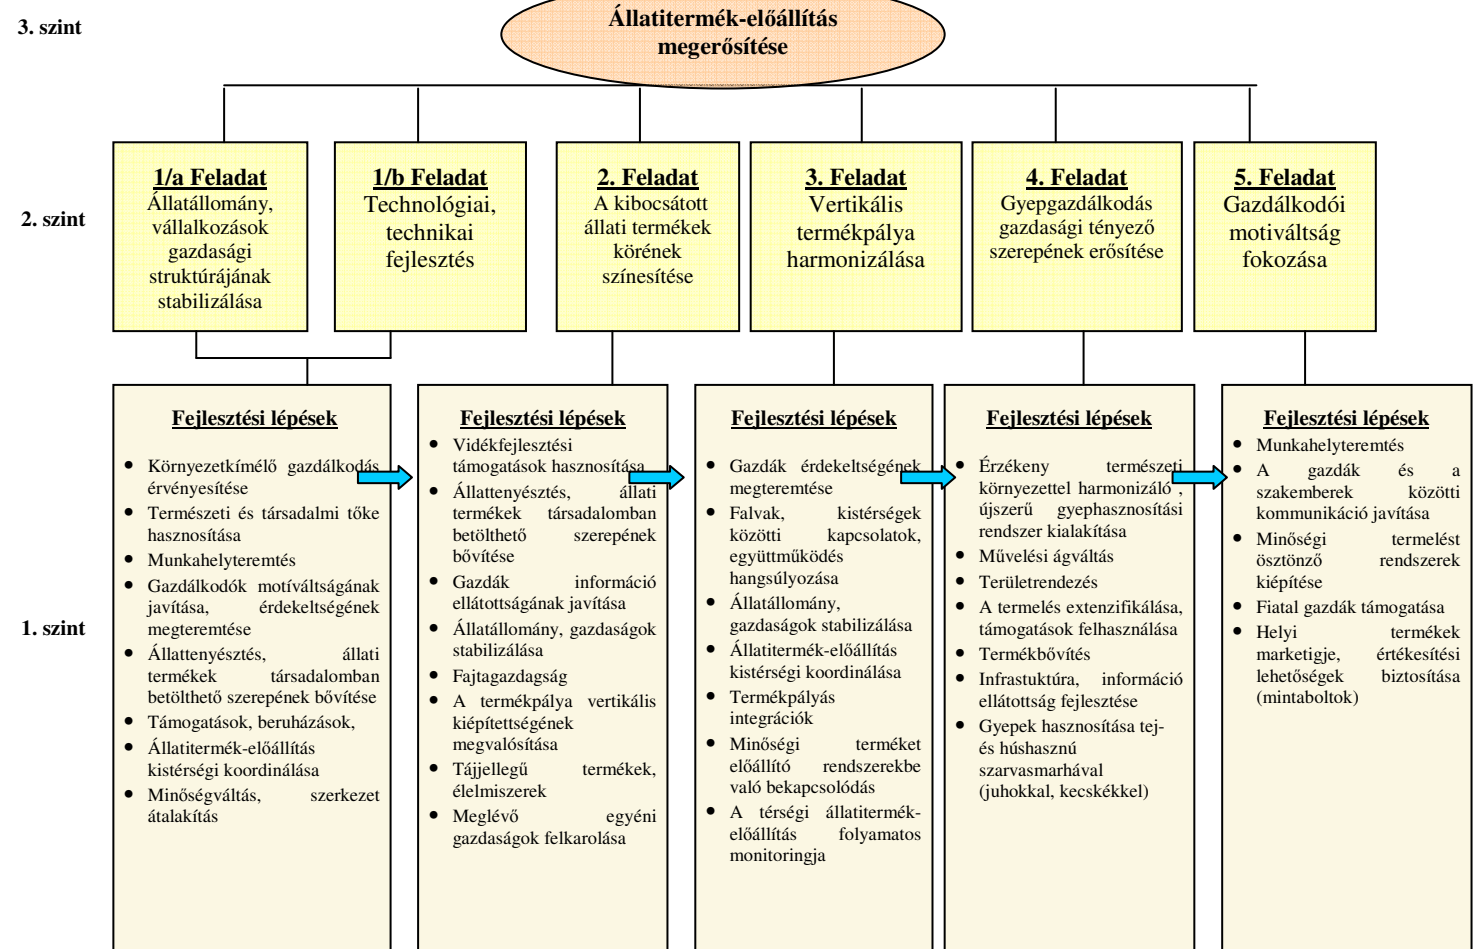 3. szint
Állatitermék-előállítás
megerősítése
2. szint
1/a Feladat
Állatállomány,
vállalkozások
gazdasági
struktúrájának
stabilizálása
1/b Feladat
Technológiai,
technikai
fejlesztés
2. Feladat
A kibocsátott
állati termékek
körének
színesítése
3. Feladat
Vertikális
termékpálya
harmonizálása
4. Feladat
Gyepgazdálkodás
gazdasági tényező
szerepének erősítése
5. Feladat
Gazdálkodói
motiváltság
fokozása
1. szint
Fejlesztési lépések
• Környezetkímélő gazdálkodás
érvényesítése
• Természeti és társadalmi tőke
hasznosítása
• Munkahelyteremtés
• Gazdálkodók motíváltságának
javítása, érdekeltségének
megteremtése
• Állattenyésztés, állati
termékek társadalomban
betölthető szerepének bővítése
• Támogatások, beruházások,
• Állatitermék-előállítás
kistérségi koordinálása
• Minőségváltás, szerkezet
átalakítás
Fejlesztési lépések
• Vidékfejlesztési
támogatások hasznosítása
• Állattenyésztés, állati
termékek társadalomban
betölthető szerepének
bővítése
• Gazdák információ
ellátottságának javítása
• Állatállomány, gazdaságok
stabilizálása
• Fajtagazdagság
• A termékpálya vertikális
kiépítettségének
megvalósítása
• Tájjellegű termékek,
élelmiszerek
• Meglévő egyéni
gazdaságok felkarolása
Fejlesztési lépések
• Gazdák érdekeltségének
megteremtése
• Falvak, kistérségek
közötti kapcsolatok,
együttműködés
hangsúlyozása
• Állatállomány,
gazdaságok stabilizálása
• Állatitermék-előállítás
kistérségi koordinálása
• Termékpályás
integrációk
• Minőségi terméket
előállító rendszerekbe
való bekapcsolódás
• A térségi állatitermék-
előállítás folyamatos
monitoringja
Fejlesztési lépések
• Érzékeny természeti
környezettel harmonizáló ,
újszerű gyephasznosítási
rendszer kialakítása
• Művelési ágváltás
• Területrendezés
• A termelés extenzifikálása,
támogatások felhasználása
• Termékbővítés
• Infrastuktúra, információ
ellátottság fejlesztése
• Gyepek hasznosítása tej-
és húshasznú
szarvasmarhával
(juhokkal, kecskékkel)
Fejlesztési lépések
• Munkahelyteremtés
• A gazdák és a
szakemberek közötti
kommunikáció javítása
• Minőségi termelést
ösztönző rendszerek
kiépítése
• Fiatal gazdák támogatása
• Helyi termékek
marketigje, értékesítési
lehetőségek biztosítása
(mintaboltok)